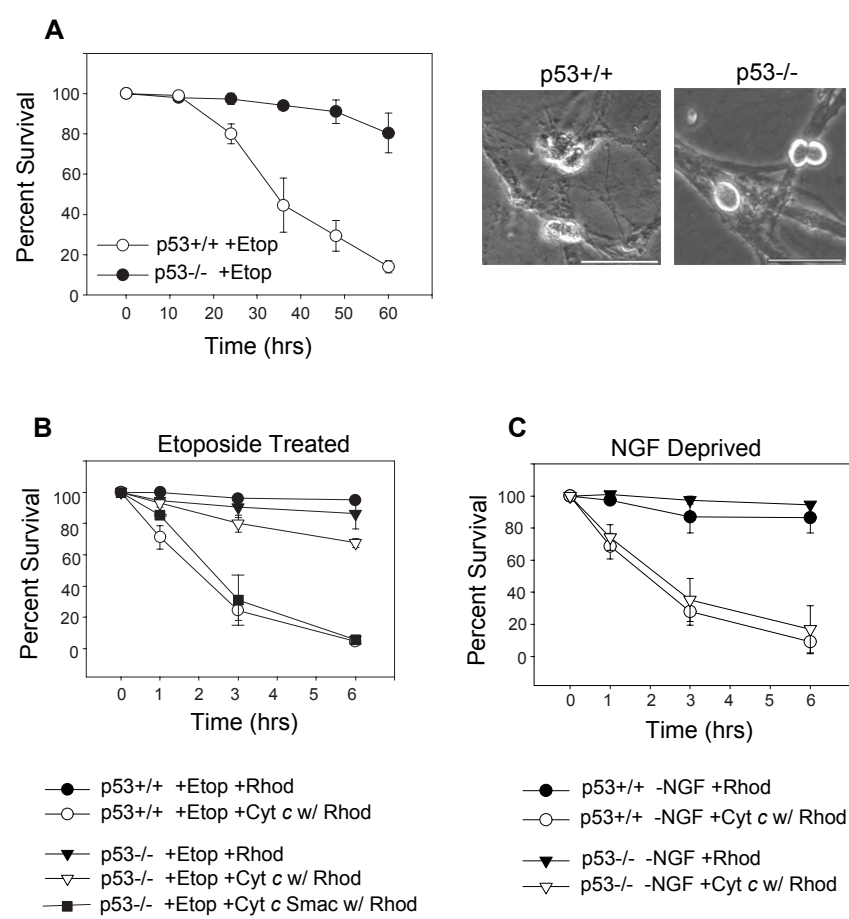 A
p53+/+
p53-/-
Percent Survival
100
80
60
40
20
0
p53+/+ +Etop
p53-/- +Etop
0 10 20 30 40 50 60
Time (hrs)
B
Etoposide Treated
Percent Survival
100
80
60
40
20
0
0 1 2 3 4 5 6
Time (hrs)
p53+/+ +Etop +Rhod
p53+/+ +Etop +Cyt c w/ Rhod
p53-/- +Etop +Rhod
p53-/- +Etop +Cyt c w/ Rhod
p53-/- +Etop +Cyt c Smac w/ Rhod
C
NGF Deprived
Percent Survival
100
80
60
40
20
0
0 1 2 3 4 5 6
Time (hrs)
p53+/+ -NGF +Rhod
p53+/+ -NGF +Cyt c w/ Rhod
p53-/- -NGF +Rhod
p53-/- -NGF +Cyt c w/ Rhod